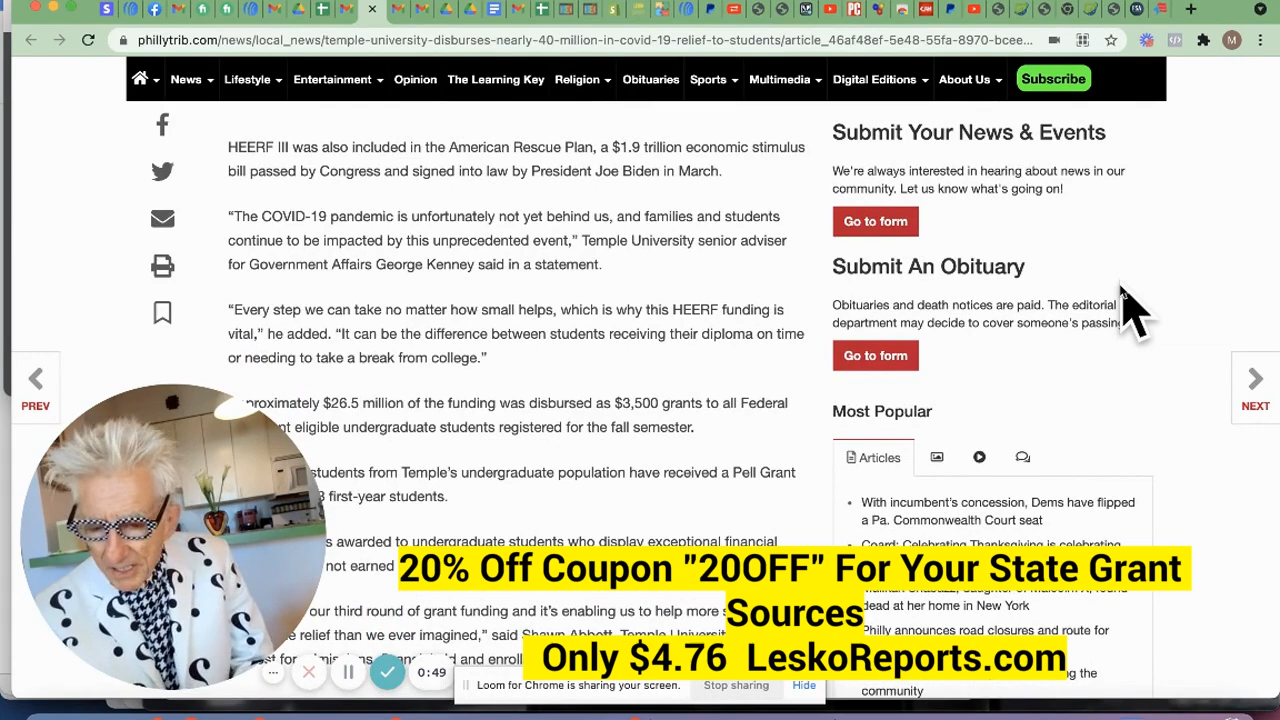 phillytrib.com/news/local_news/temple-university-disburses-nearly-40-million-in-covid-19-relief-to-students/article_46af48ef-5e48-55fa-8970-bcee...
M
News
Lifestyle
Entertainment
Opinion
The Learning Key
Religion
Obituaries
Sports
Multimedia
Digital Editions
About Us
Subscribe
HEERF III was also included in the American Rescue Plan, a $1.9 trillion economic stimulus
bill passed by Congress and signed into law by President Joe Biden in March.
“The COVID-19 pandemic is unfortunately not yet behind us, and families and students
continue to be impacted by this unprecedented event,” Temple University senior adviser
for Government Affairs George Kenney said in a statement.
“Every step we can take no matter how small helps, which is why this HEERF funding is
vital,” he added. “It can be the difference between students receiving their diploma on time
or needing to take a break from college.”
$26.5 million of the funding was disbursed as $3,500 grants to all Federal
eligible undergraduate students registered for the fall semester.
students from Temple’s undergraduate population have received a Pell Grant
first-year students.
awarded to undergraduate students who display exceptional financial
not earned
our third round of grant funding and it’s enabling us to help more
relief than we ever imagined,” said Shawn Abbott, Temple
and
PREV
NEXT
Submit Your News & Events
We're always interested in hearing about news in our
community. Let us know what's going on!
Go to form
Submit An Obituary
Obituaries and death notices are paid. The editorial
department may decide to cover someone's passing
Go to form
Most Popular
Articles
With incumbent’s concession, Dems have flipped
a Pa. Commonwealth Court seat
Coard: Celebrating Thanksgiving is celebrating
dead at her home in New York
Philly announces road closures and route for
the
community
20% Off Coupon "20OFF" For Your State Grant
Sources
Only $4.76 LeskoReports.com
0:49
Loom for Chrome is sharing your screen.
Stop sharing
Hide